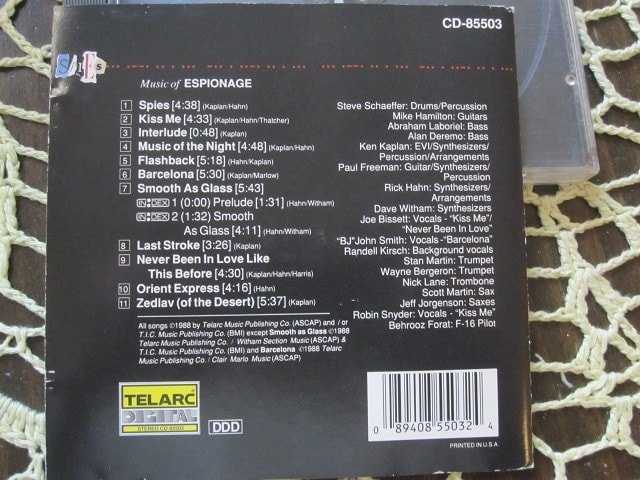 CD-85503
Music of ESPIONAGE
1 Spies [4:38] (Kaplan/Hahn)
2 Kiss Me [4:33] (Kaplan/Hahn/Thatcher)
3 Interlude [0:48] (Kaplan)
4 Music of the Night [4:48] (Kaplan/Hahn)
5 Flashback [5:18] (Hahn/Kaplan)
6 Barcelona [5:30] (Kaplan/Marlow)
7 Smooth As Glass [5:43]
INDEX 1 (0:00) Prelude [1:31] (Hahn/Witham)
INDEX 2 (1:32) Smooth
As Glass [4:11] (Hahn/Witham)
8 Last Stroke [3:26] (Kaplan)
9 Never Been In Love Like
This Before [4:30] (Kaplan/Hahn/Harris)
10 Orient Express [4:16] (Hahn)
11 Zedlav (of the Desert) [5:37] (Kaplan)
Steve Schaeffer: Drums/Percussion
Mike Hamilton: Guitars
Abraham Laboriel: Bass
Alan Deremo: Bass
Ken Kaplan: EVI/Synthesizers/
Percussion/Arrangements
Paul Freeman: Guitar/Synthesizers/
Percussion
Rick Hahn: Synthesizers/
Arrangements
Dave Witham: Synthesizers
Joe Bissett: Vocals - "Kiss Me"/
"Never Been In Love"
"BJ" John Smith: Vocals -"Barcelona"
Randell Kirsch: Background vocals
Stan Martin: Trumpet
Wayne Bergeron: Trumpet
Nick Lane: Trombone
Scott Martin: Sax
Jeff Jorgenson: Saxes
Robin Snyder: Vocals - "Kiss Me"
Behrooz Forat: F-16 Pilot
All songs ©1988 by Telarc Music Publishing Co. (ASCAP) and / or
T.I.C. Music Publishing Co. (BMI) except Smooth as Glass ©1988
Telarc Music Publishing Co. / Witham Section Music (ASCAP) &
T.I.C. Music Publishing Co. (BMI) and Barcelona ©1988 Telarc
Music Publishing Co. / Clair Marlo Music (ASCAP)
TELARC
DIGITAL
STEREO CD-85503
DDD
0 89408 55032 4
PRINTED IN U.S.A.